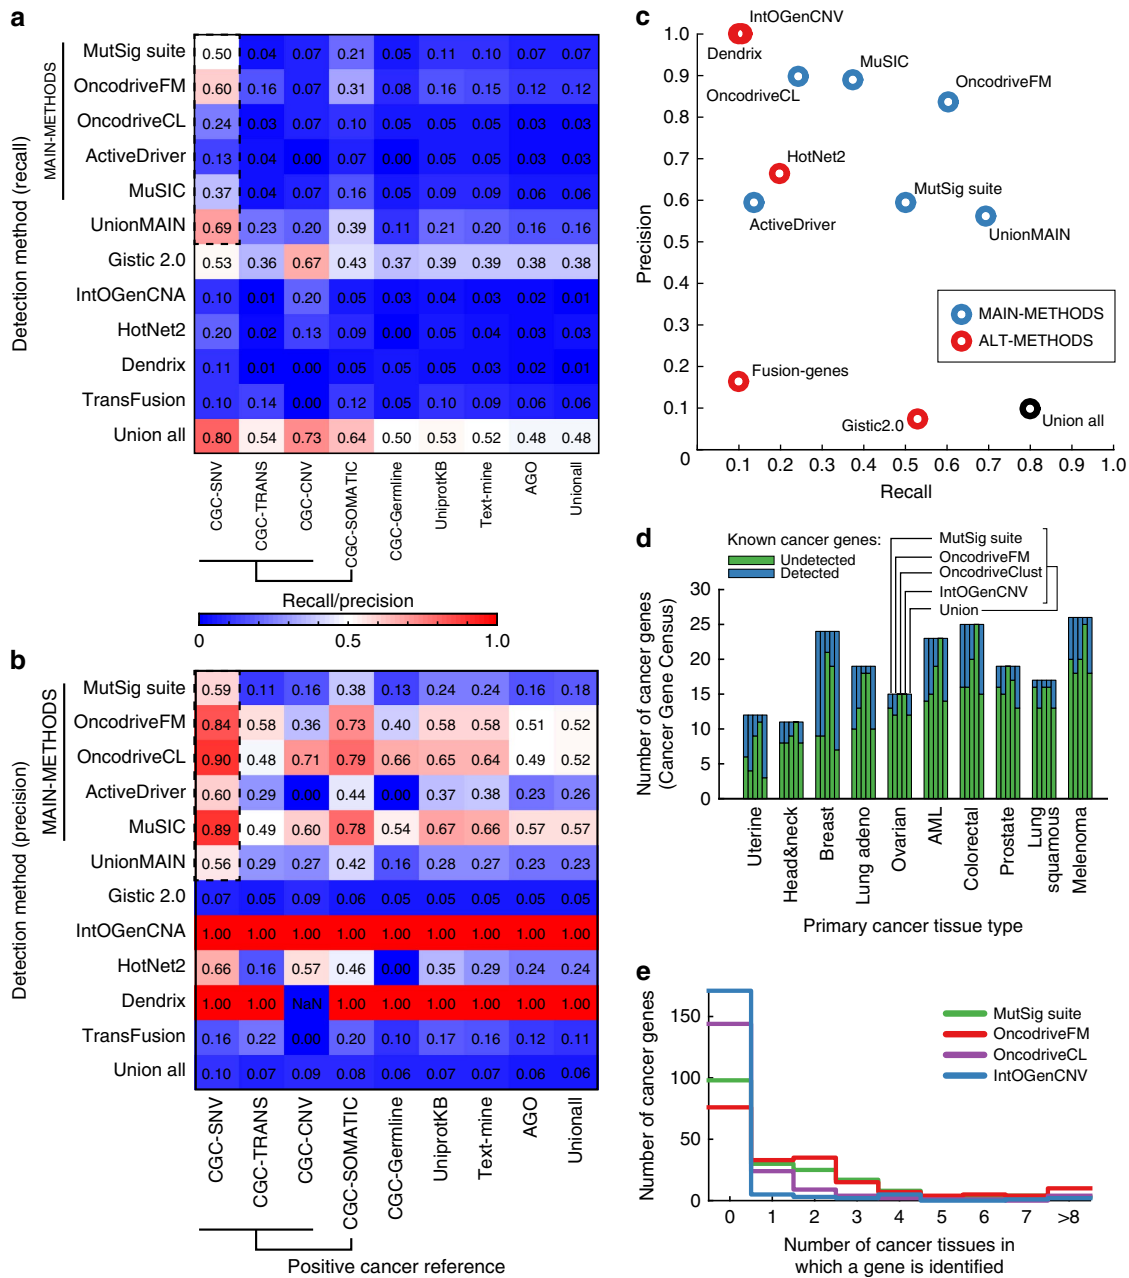 a
Detection method (recall)
MAIN-METHODS
MutSig suite 0.50 0.04 0.07 0.21 0.05 0.11 0.10 0.07 0.07
OncodriveFM 0.60 0.16 0.07 0.31 0.08 0.16 0.15 0.12 0.12
OncodriveCL 0.24 0.03 0.07 0.10 0.05 0.05 0.05 0.03 0.03
ActiveDriver 0.13 0.04 0.00 0.07 0.00 0.05 0.05 0.03 0.03
MuSIC 0.37 0.04 0.07 0.16 0.05 0.09 0.09 0.06 0.06
UnionMAIN 0.69 0.23 0.20 0.39 0.11 0.21 0.20 0.16 0.16
Gistic 2.0 0.53 0.36 0.67 0.43 0.37 0.39 0.39 0.38 0.38
IntOGenCNA 0.10 0.01 0.20 0.05 0.03 0.04 0.03 0.02 0.01
HotNet2 0.20 0.02 0.13 0.09 0.00 0.05 0.04 0.03 0.03
Dendrix 0.11 0.01 0.00 0.05 0.05 0.05 0.03 0.02 0.01
TransFusion 0.10 0.14 0.00 0.12 0.05 0.10 0.09 0.06 0.06
Union all 0.80 0.54 0.73 0.64 0.50 0.53 0.52 0.48 0.48
CGC-SNV CGC-TRANS CGC-CNV CGC-SOMATIC CGC-Germline UniprotKB Text-mine AGO Unionall
Recall/precision
0 0.5 1.0
b
Detection method (precision)
MAIN-METHODS
MutSig suite 0.59 0.11 0.16 0.38 0.13 0.24 0.24 0.16 0.18
OncodriveFM 0.84 0.58 0.36 0.73 0.40 0.58 0.58 0.51 0.52
OncodriveCL 0.90 0.48 0.71 0.79 0.66 0.65 0.64 0.49 0.52
ActiveDriver 0.60 0.29 0.00 0.44 0.00 0.37 0.38 0.23 0.26
MuSIC 0.89 0.49 0.60 0.78 0.54 0.67 0.66 0.57 0.57
UnionMAIN 0.56 0.29 0.27 0.42 0.16 0.28 0.27 0.23 0.23
Gistic 2.0 0.07 0.05 0.09 0.06 0.05 0.05 0.05 0.05 0.05
IntOGenCNA 1.00 1.00 1.00 1.00 1.00 1.00 1.00 1.00 1.00
HotNet2 0.66 0.16 0.57 0.46 0.00 0.35 0.29 0.24 0.24
Dendrix 1.00 1.00 NaN 1.00 1.00 1.00 1.00 1.00 1.00
TransFusion 0.16 0.22 0.00 0.20 0.10 0.17 0.16 0.12 0.11
Union all 0.10 0.07 0.09 0.08 0.06 0.07 0.07 0.06 0.06
CGC-SNV CGC-TRANS CGC-CNV CGC-SOMATIC CGC-Germline UniprotKB Text-mine AGO Unionall
Positive cancer reference
c
Precision
1.0
0.9
0.8
0.7
0.6
0.5
0.4
0.3
0.2
0.1
0
0.1 0.2 0.3 0.4 0.5 0.6 0.7 0.8 0.9 1.0
Recall
IntOGenCNV
Dendrix
OncodriveCL
MuSIC
OncodriveFM
HotNet2
ActiveDriver
MutSig suite
UnionMAIN
MAIN-METHODS
ALT-METHODS
Fusion-genes
Gistic2.0
Union all
d
Known cancer genes:
Undetected
Detected
MutSig suite
OncodriveFM
OncodriveClust
IntOGenCNV
Union
Number of cancer genes
(Cancer Gene Census)
30
25
20
15
10
5
0
Uterine
Head&neck
Breast
Lung adeno
Ovarian
AML
Colorectal
Prostate
Lung
squamous
Melenoma
Primary cancer tissue type
e
Number of cancer genes
150
100
50
0
MutSig suite
OncodriveFM
OncodriveCL
IntOGenCNV
0 1 2 3 4 5 6 7 >8
Number of cancer tissues in
which a gene is identified